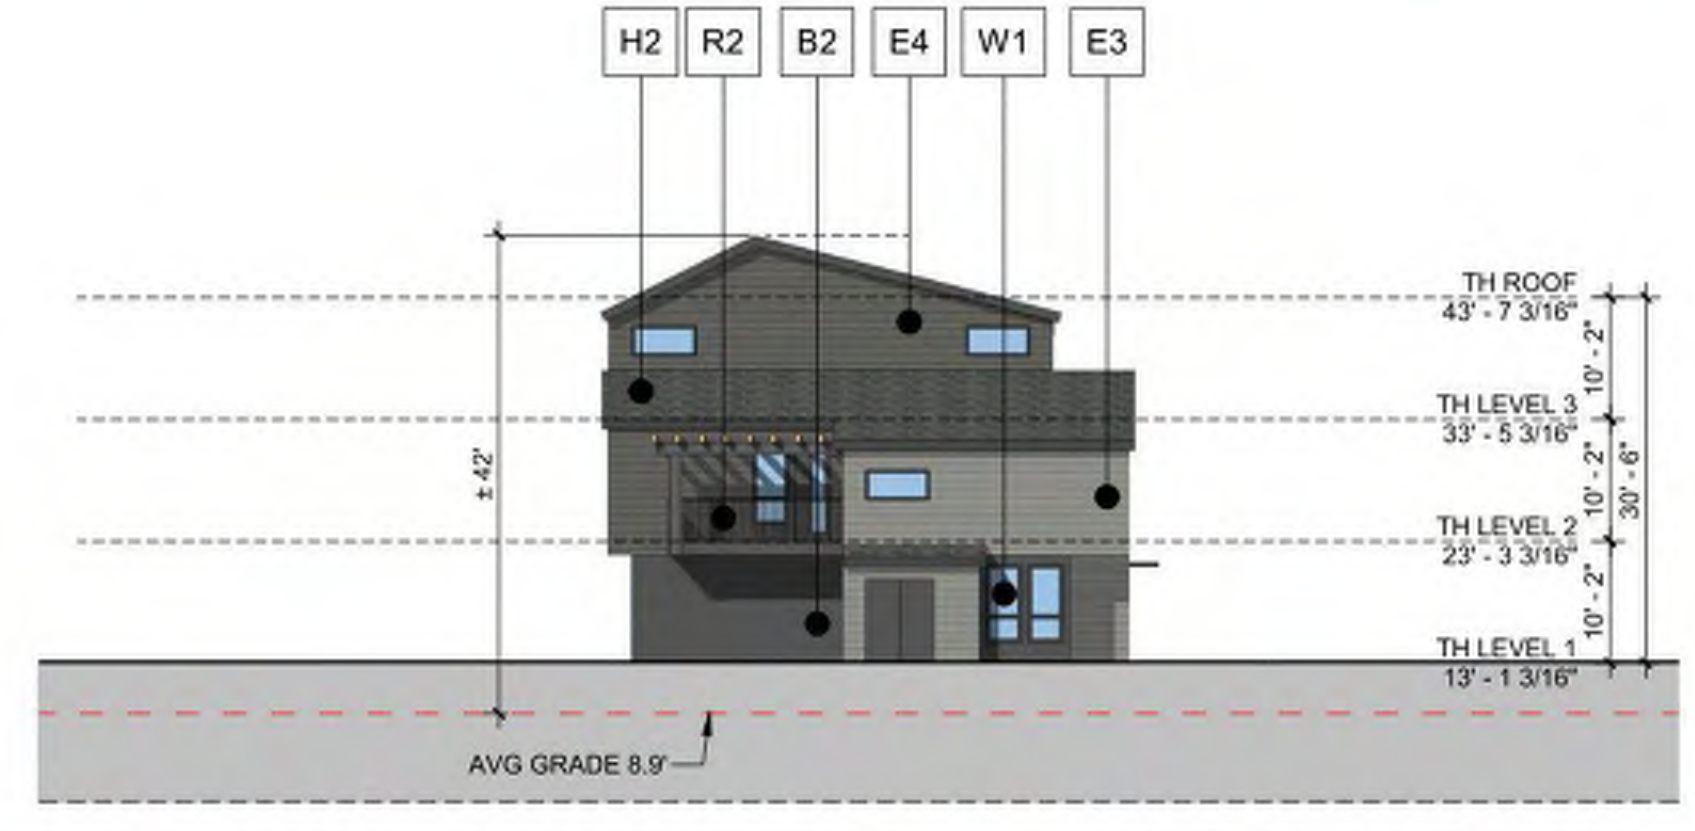 H2 R2 B2 E4 W1 E3
TH ROOF
43' - 7 3/16"
10' - 2"
TH LEVEL 3
33' - 5 3/16"
± 42'
10' - 2"
30' - 6"
TH LEVEL 2
23' - 3 3/16"
10' - 2"
TH LEVEL 1
13' - 1 3/16"
AVG GRADE 8.9'